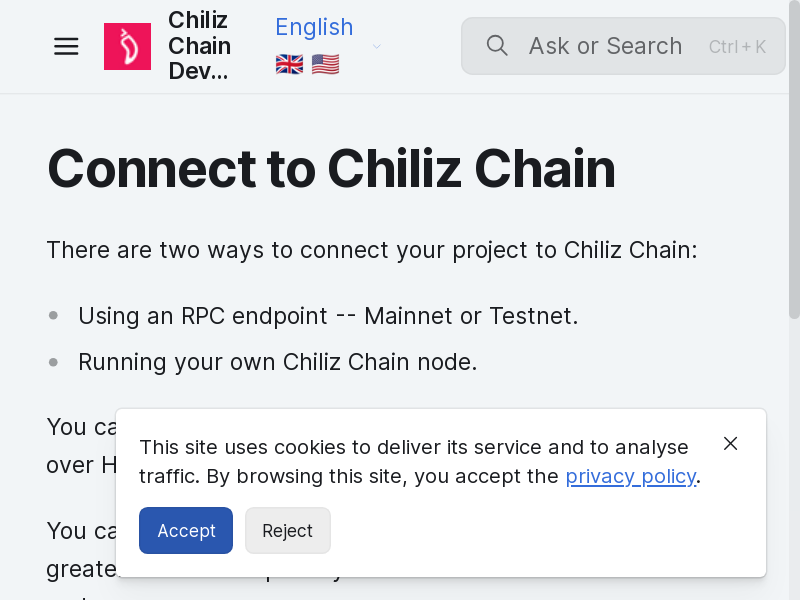 Chiliz
Chain
Dev...
English
Ask or Search
Ctrl + K
Connect to Chiliz Chain
There are two ways to connect your project to Chiliz Chain:
Using an RPC endpoint -- Mainnet or Testnet.
Running your own Chiliz Chain node.
You
over
You
This site uses cookies to deliver its service and to analyse
traffic. By browsing this site, you accept the privacy policy.
Accept
Reject